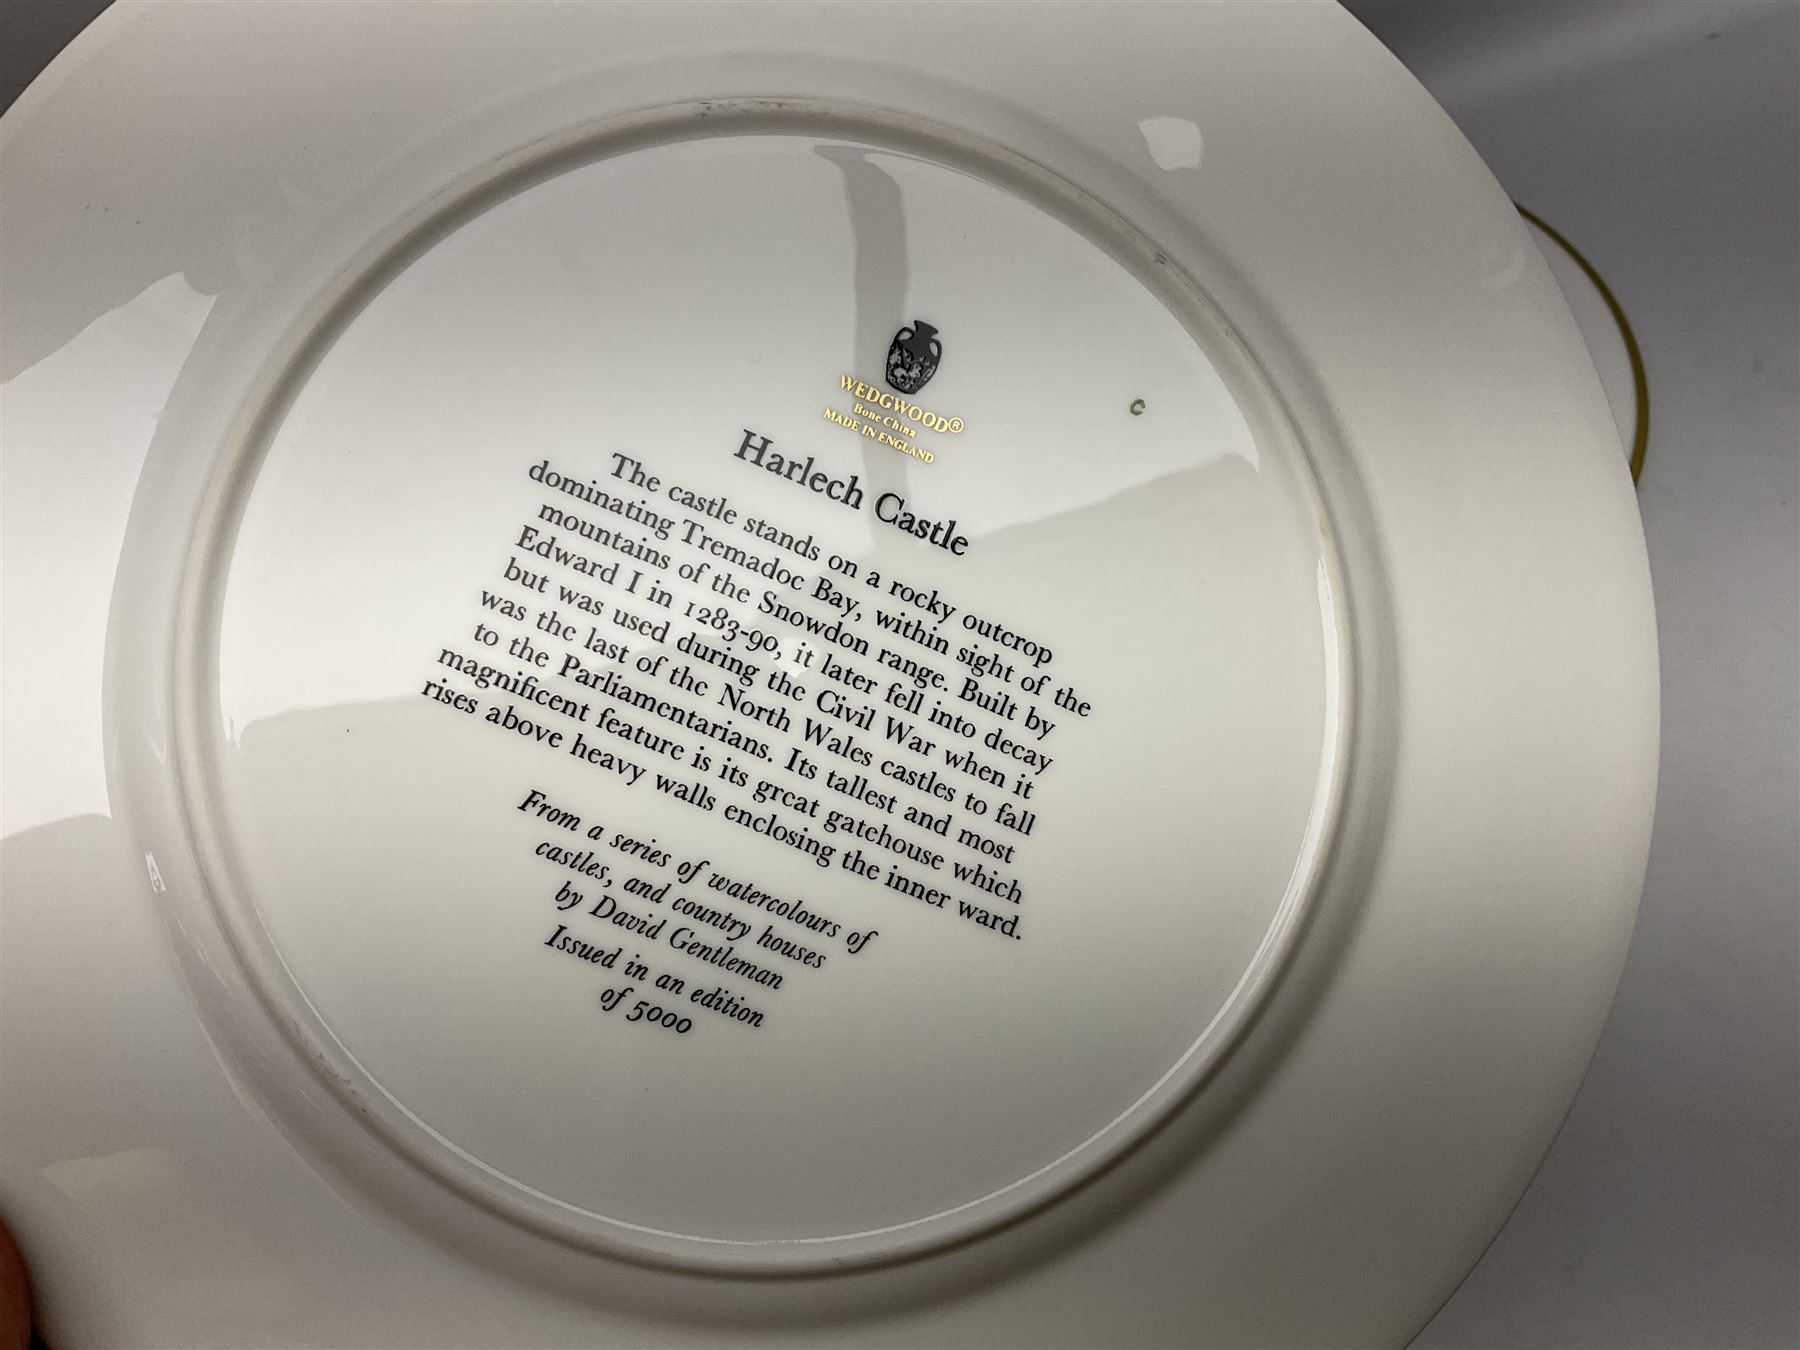 WEDGWOOD®
Bone China
MADE IN ENGLAND
C
Harlech Castle
The castle stands on a rocky outcrop
dominating Tremadoc Bay, within sight of the
mountains of the Snowdon range. Built by
Edward I in 1283-90, it later fell into decay
but was used during the Civil War when it
was the last of the North Wales castles to fall
to the Parliamentarians. Its tallest and most
magnificent feature is its great gatehouse which
rises above heavy walls enclosing the inner ward.
From a series of watercolours of
castles, and country houses
by David Gentleman
Issued in an edition
of 5000